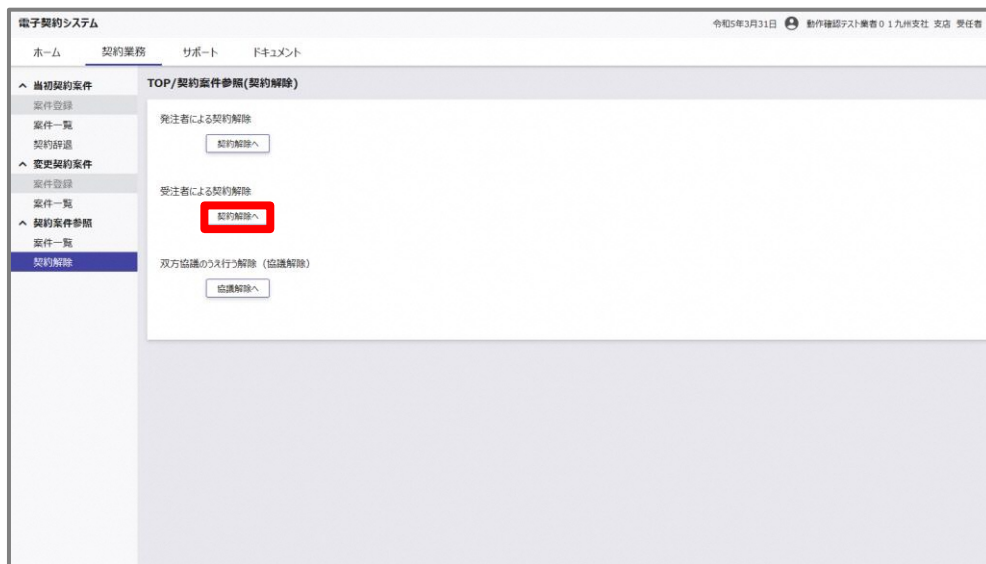 電子契約システム
令和5年3月31日 動作確認テスト業者01九州支社 支店 受任者
ホーム 契約業務 サポート ドキュメント
当初契約案件
案件登録
案件一覧
契約辞退
変更契約案件
案件登録
案件一覧
契約案件参照
案件一覧
契約解除
TOP/契約案件参照(契約解除)
発注者による契約解除
契約解除へ
受注者による契約解除
契約解除へ
双方協議のうえ行う解除（協議解除）
協議解除へ